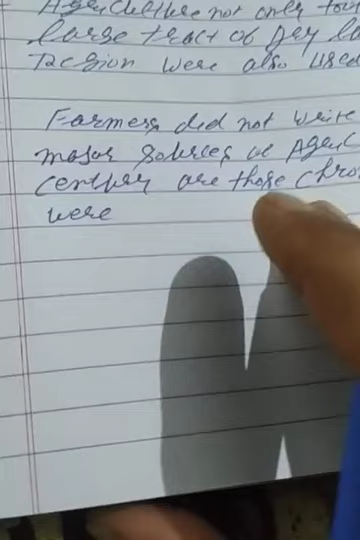 Agriculture not only
large tract of dry la
region were also used
Farmers did not write
major sources of Agric
century are those chro
were